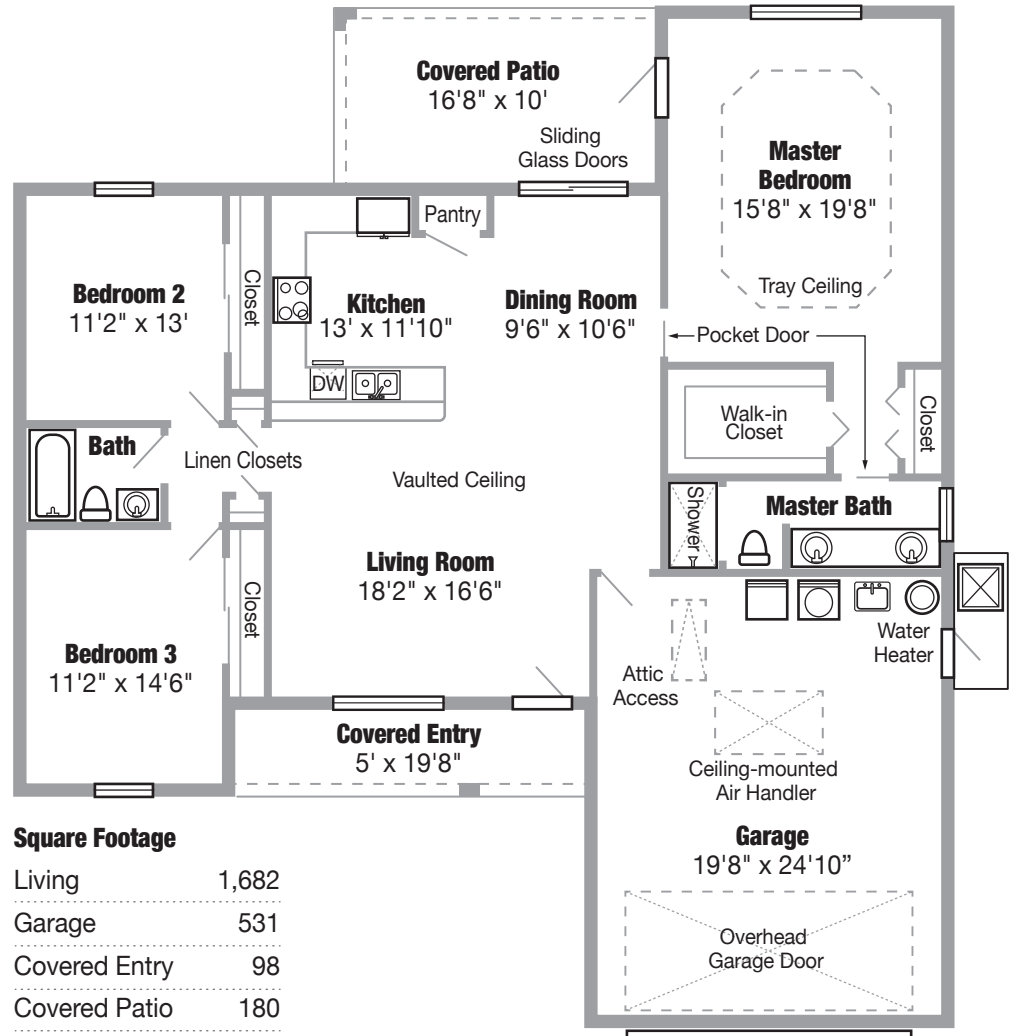 Covered Patio
16'8" x 10'
Sliding
Glass Doors
Master
Bedroom
15'8" x 19'8"
Tray Ceiling
Pantry
Bedroom 2
11'2" x 13'
Closet
Kitchen
13' x 11'10"
Dining Room
9'6" x 10'6"
Pocket Door
DW
Walk-in
Closet
Closet
Bath
Linen Closets
Vaulted Ceiling
Shower
Master Bath
Living Room
18'2" x 16'6"
Closet
Bedroom 3
11'2" x 14'6"
Water
Heater
Attic
Access
Covered Entry
5' x 19'8"
Ceiling-mounted
Air Handler
Garage
19'8" x 24'10”
Overhead
Garage Door
Square Footage
Living 1,682
Garage 531
Covered Entry 98
Covered Patio 180